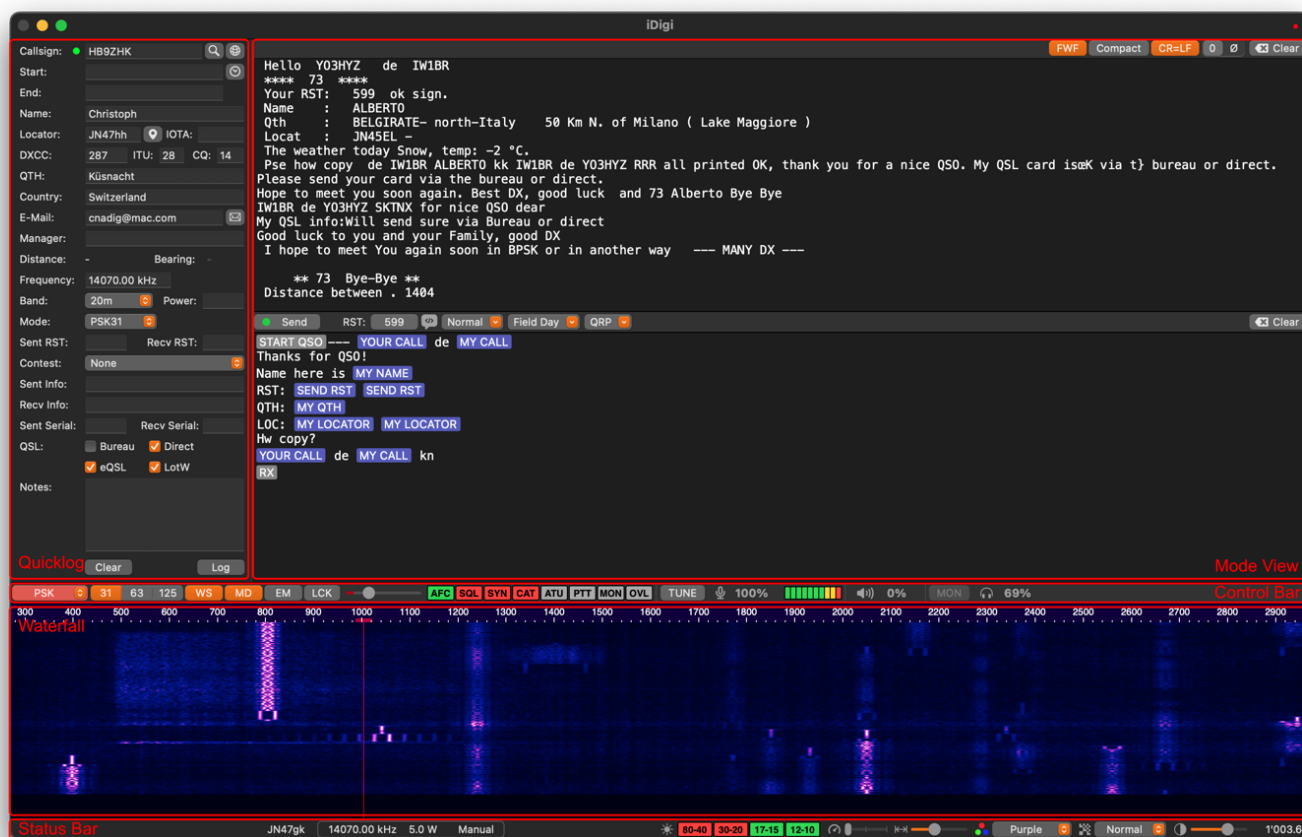 iDigi
Callsign: HB9ZHK
Start:
End:
Name: Christoph
Locator: JN47hh IOTA:
DXCC: 287 ITU: 28 CQ: 14
QTH: Küsnacht
Country: Switzerland
E-Mail: cnadig@mac.com
Manager:
Distance: - Bearing: -
Frequency: 14070.00 kHz
Band: 20m Power:
Mode: PSK31
Sent RST: Recv RST:
Contest: None
Sent Info:
Recv Info:
Sent Serial: Recv Serial:
QSL: Bureau Direct
eQSL LotW
Notes:
Quicklog Clear Log
FWF Compact CR=LF 0 Ø Clear
Hello YO3HYZ de IW1BR
**** 73 ****
Your RST: 599 ok sign.
Name : ALBERTO
Qth : BELGIRATE- north-Italy 50 Km N. of Milano ( Lake Maggiore )
Locat : JN45EL -
The weather today Snow, temp: -2 °C.
Pse how copy de IW1BR ALBERTO kk IW1BR de YO3HYZ RRR all printed OK, thank you for a nice QSO. My QSL card isœK via t} bureau or direct.
Please send your card via the bureau or direct.
Hope to meet you soon again. Best DX, good luck and 73 Alberto Bye Bye
IW1BR de YO3HYZ SKTNX for nice QSO dear
My QSL info:Will send sure via Bureau or direct
Good luck to you and your Family, good DX
I hope to meet You again soon in BPSK or in another way --- MANY DX ---
** 73 Bye-Bye **
Distance between . 1404
Send RST: 599 Normal Field Day QRP Clear
START QSO --- YOUR CALL de MY CALL
Thanks for QSO!
Name here is MY NAME
RST: SEND RST SEND RST
QTH: MY QTH
LOC: MY LOCATOR MY LOCATOR
Hw copy?
YOUR CALL de MY CALL kn
RX
Mode View
PSK 31 63 125 WS MD EM LCK AFC SQL SYN CAT ATU PTT MON OVL TUNE 100% 0% MON 69% Control Bar
300 400 500 600 700 800 900 1000 1100 1200 1300 1400 1500 1600 1700 1800 1900 2000 2100 2200 2300 2400 2500 2600 2700 2800 2900
Waterfall
Status Bar JN47gk 14070.00 kHz 5.0 W Manual 80-40 30-20 17-15 12-10 Purple Normal 1'003.6